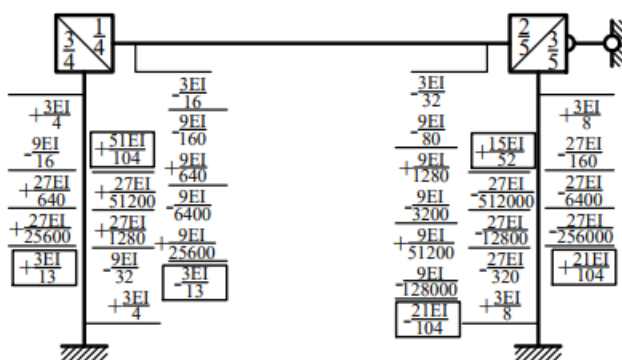 3/4
1/4
2/5
3/5
+3EI/4
-9EI/16
+27EI/640
+27EI/25600
+3EI/13
+51EI/104
+27EI/51200
+27EI/1280
-9EI/32
+3EI/4
-3EI/16
-9EI/160
+9EI/640
-9EI/6400
+9EI/25600
-3EI/13
-3EI/32
-9EI/80
+9EI/1280
-9EI/3200
+9EI/51200
-9EI/128000
-21EI/104
+15EI/52
-27EI/512000
-27EI/12800
-27EI/320
+3EI/8
+3EI/8
-27EI/160
-27EI/6400
-27EI/256000
+21EI/104